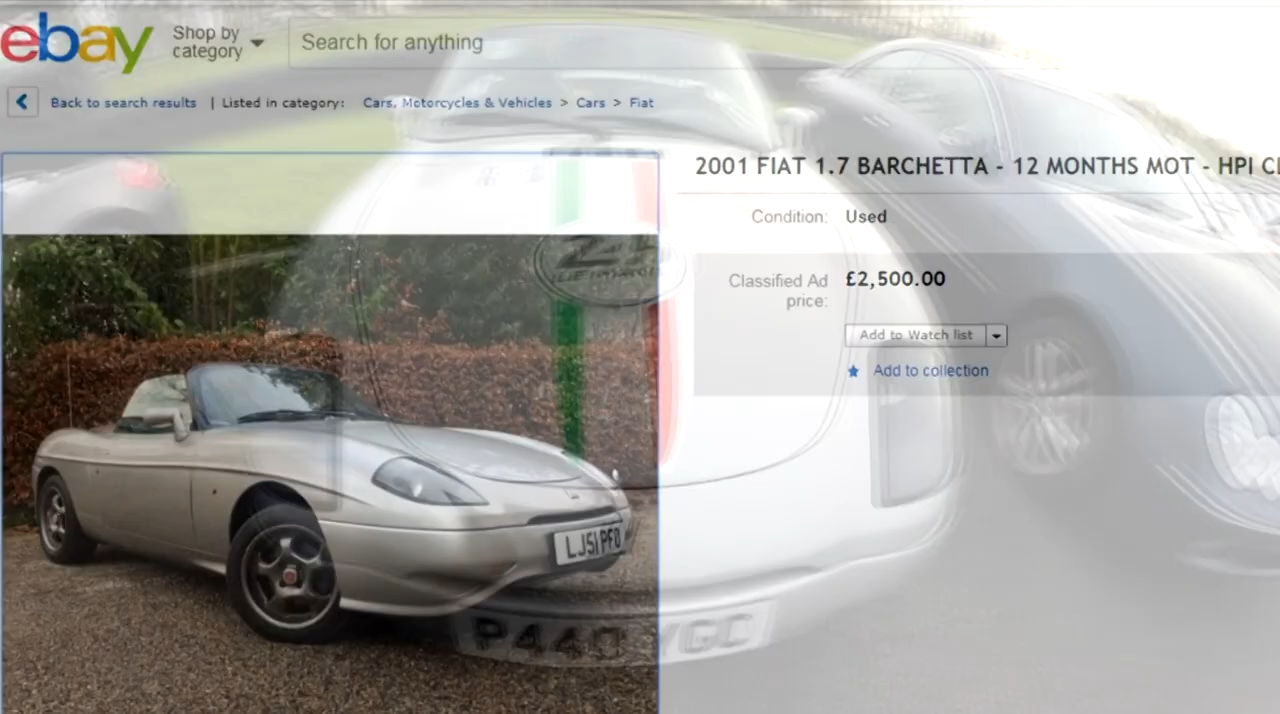 ebay
Shop by
category
Search for anything
Back to search results | Listed in category: Cars, Motorcycles & Vehicles > Cars > Fiat
2001 FIAT 1.7 BARCHETTA - 12 MONTHS MOT - HPI
Condition: Used
Classified Ad
price: £2,500.00
Add to Watch list
Add to collection
LJ51 PFO
YGC